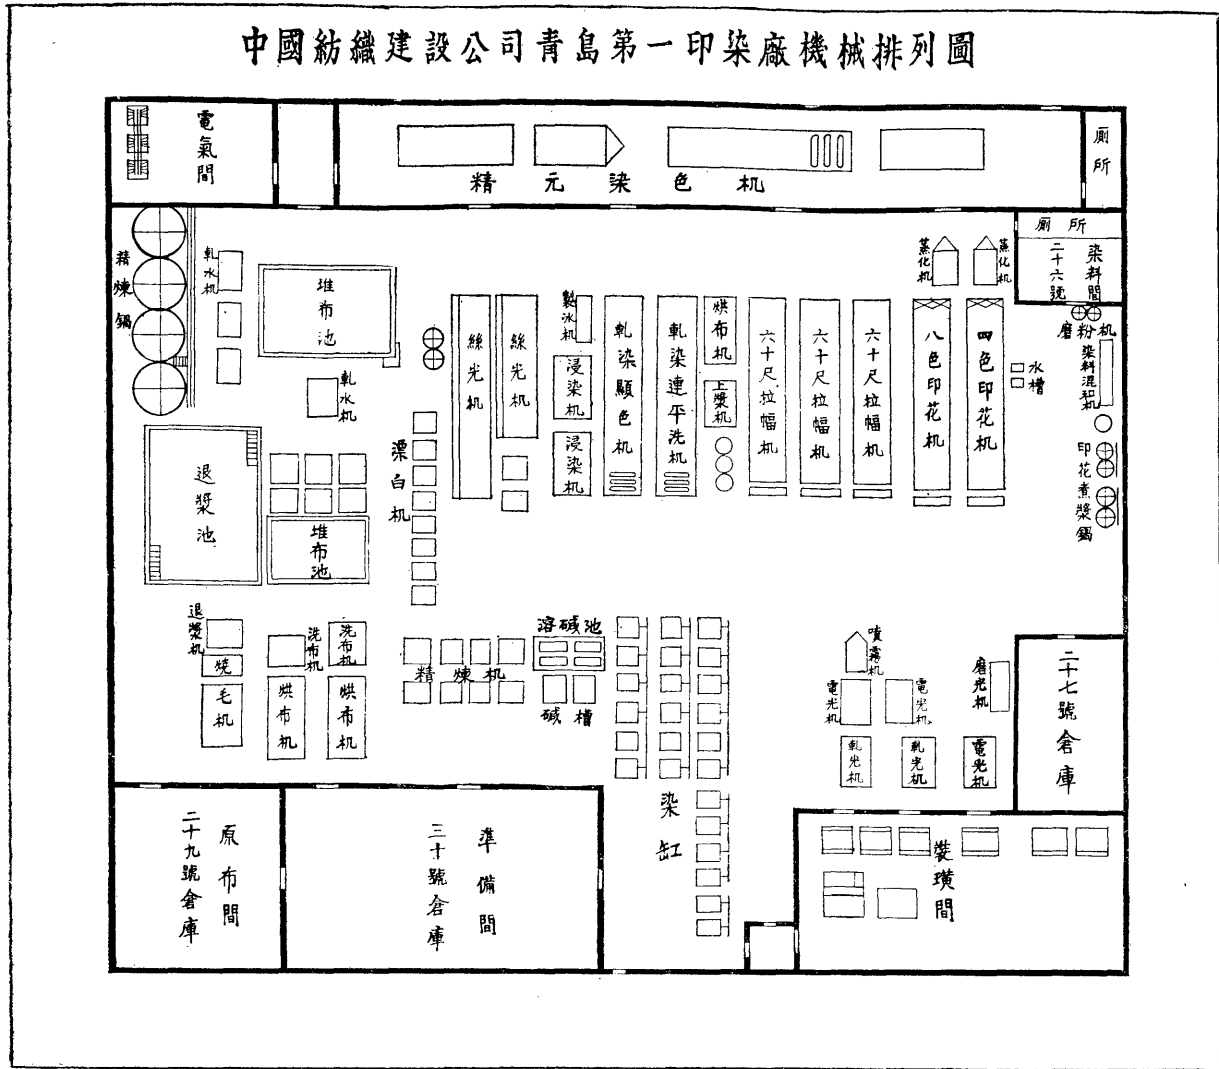 中國紡織建設公司青島第一印染廠機械排列圖
電氣間
精元染色机
厠所
厠所
染料間
二十六號
精煉鍋
軋水机
堆布池
軋水机
蒸化机
蒸化机
絲光机
絲光机
製冰机
浸染机
浸染机
軋染顯色机
軋染連平洗机
烘布机
上漿机
六十尺拉幅机
六十尺拉幅机
六十尺拉幅机
八色印花机
四色印花机
水槽
磨粉机
染料混和机
印花煮漿鍋
漂白机
退漿池
堆布池
退漿机
燒毛机
洗布机
洗布机
烘布机
烘布机
精煉机
溶碱池
碱槽
染缸
噴霧机
電光机
電光机
磨光机
軋光机
軋光机
電光机
二十七號倉庫
原布間
二十九號倉庫
準備間
三十號倉庫
裝璜間